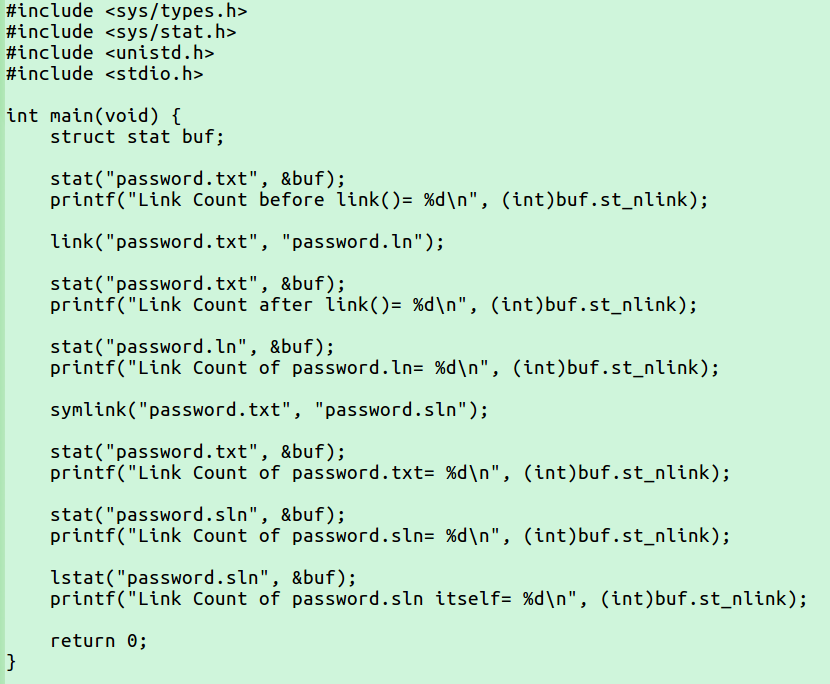 #include <sys/types.h>
#include <sys/stat.h>
#include <unistd.h>
#include <stdio.h>

int main(void) {
    struct stat buf;

    stat("password.txt", &buf);
    printf("Link Count before link()= %d\n", (int)buf.st_nlink);

    link("password.txt", "password.ln");

    stat("password.txt", &buf);
    printf("Link Count after link()= %d\n", (int)buf.st_nlink);

    stat("password.ln", &buf);
    printf("Link Count of password.ln= %d\n", (int)buf.st_nlink);

    symlink("password.txt", "password.sln");

    stat("password.txt", &buf);
    printf("Link Count of password.txt= %d\n", (int)buf.st_nlink);

    stat("password.sln", &buf);
    printf("Link Count of password.sln= %d\n", (int)buf.st_nlink);

    lstat("password.sln", &buf);
    printf("Link Count of password.sln itself= %d\n", (int)buf.st_nlink);

    return 0;
}